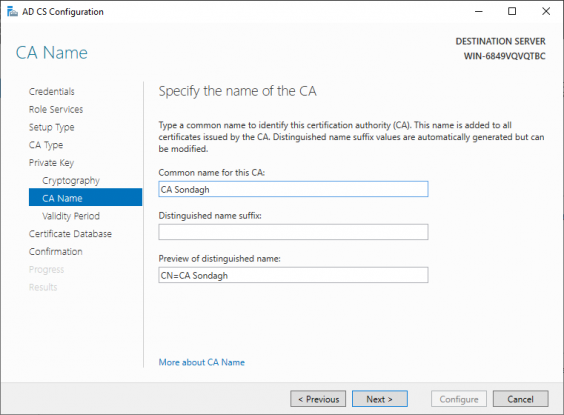 AD CS Configuration
CA Name
DESTINATION SERVER
WIN-6849VQVQTBC
Credentials
Role Services
Setup Type
CA Type
Private Key
Cryptography
CA Name
Validity Period
Certificate Database
Confirmation
Progress
Results
Specify the name of the CA
Type a common name to identify this certification authority (CA). This name is added to all
certificates issued by the CA. Distinguished name suffix values are automatically generated but can
be modified.
Common name for this CA:
CA Sondagh
Distinguished name suffix:
Preview of distinguished name:
CN=CA Sondagh
More about CA Name
< Previous
Next >
Configure
Cancel